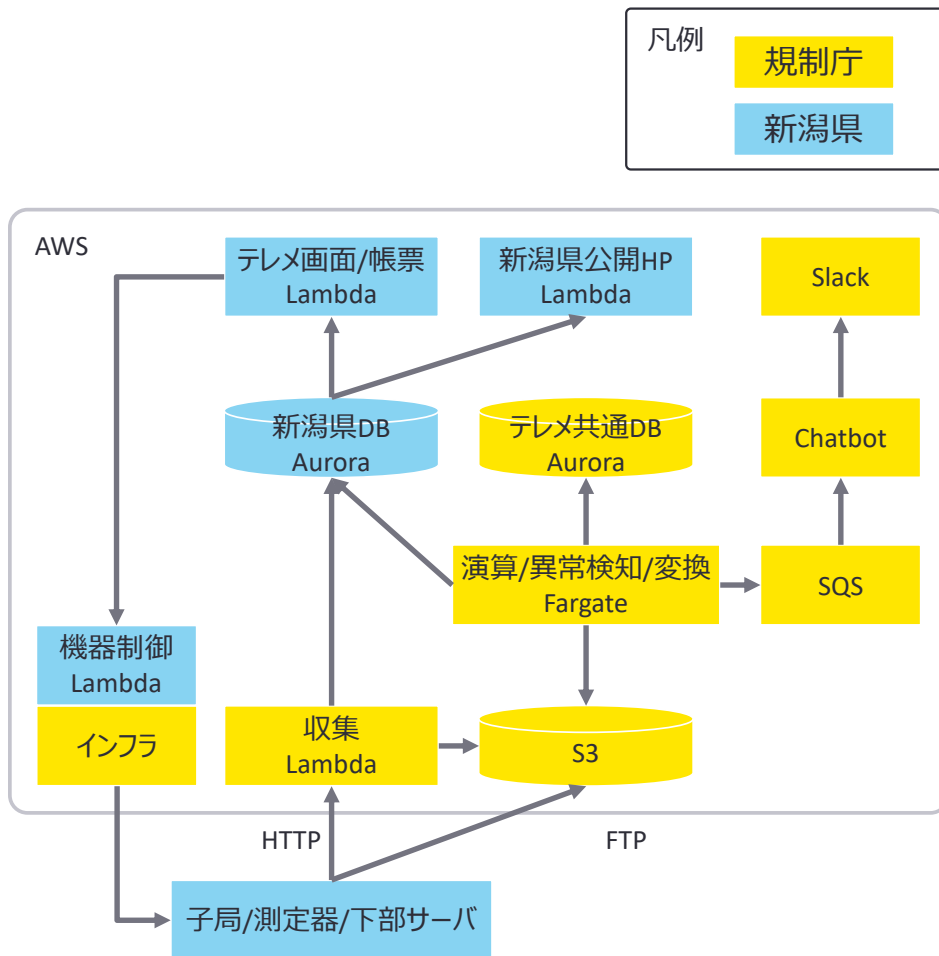 凡例
規制庁
新潟県
AWS
テレメ画面/帳票
Lambda
新潟県公開HP
Lambda
Slack
新潟県DB
Aurora
テレメ共通DB
Aurora
Chatbot
演算/異常検知/変換
Fargate
SQS
機器制御
Lambda
インフラ
収集
Lambda
S3
HTTP
FTP
子局/測定器/下部サーバ